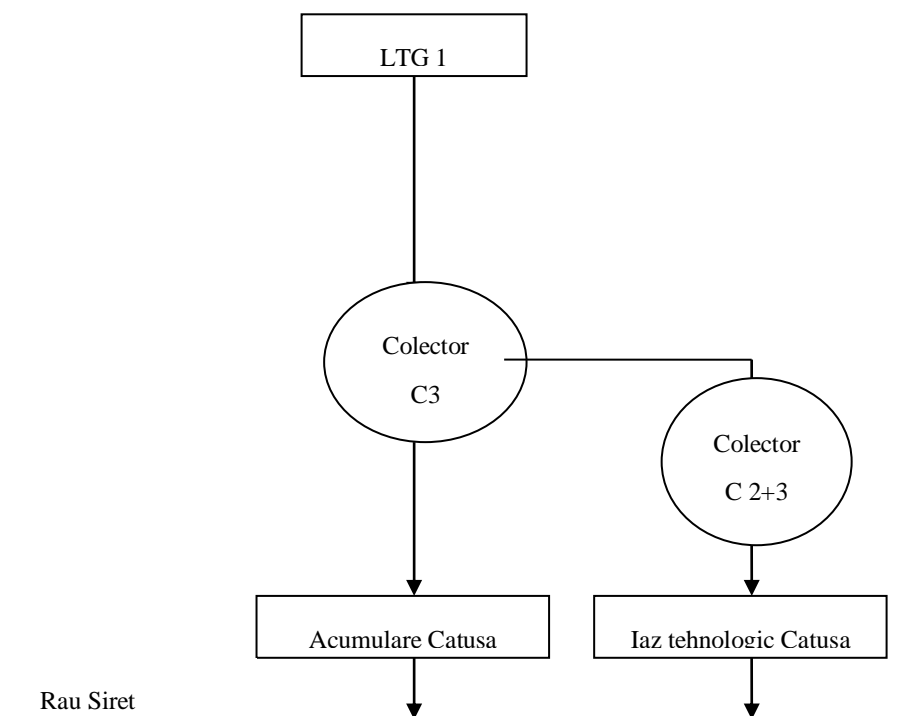 LTG 1
Colector
C3
Colector
C 2+3
Acumulare Catusa
Iaz tehnologic Catusa
Rau Siret